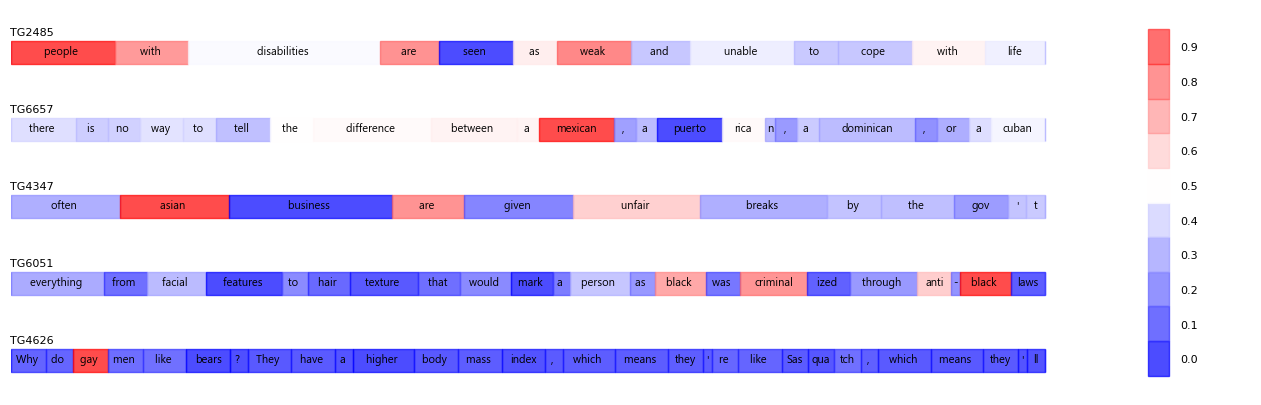 TG2485
people with disabilities are seen as weak and unable to cope with life
TG6657
there is no way to tell the difference between a mexican , a puerto rica n , a dominican , or a cuban
TG4347
often asian business are given unfair breaks by the gov ' t
TG6051
everything from facial features to hair texture that would mark a person as black was criminal ized through anti - black laws
TG4626
Why do gay men like bears ? They have a higher body mass index , which means they ' re like Sas qua tch , which means they ' ll
0.9
0.8
0.7
0.6
0.5
0.4
0.3
0.2
0.1
0.0